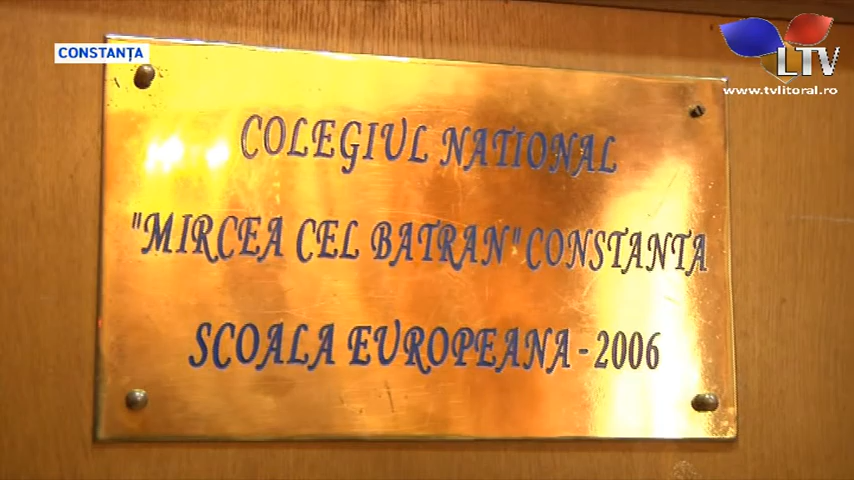 CONSTANȚA
LTV
www.tvlitoral.ro
COLEGIUL NATIONAL
"MIRCEA CEL BATRAN" CONSTANTA
SCOALA EUROPEANA - 2006